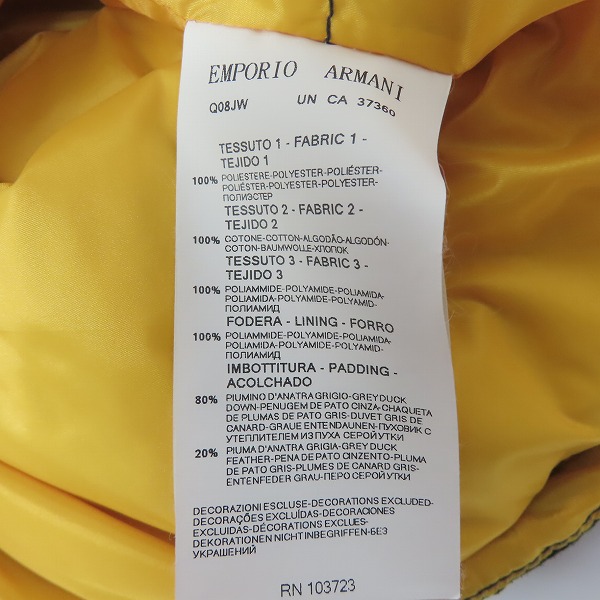 EMPORIO ARMANI
Q08JW UN CA 37360
TESSUTO 1 - FABRIC 1 -
TEJIDO 1
100% POLIESTERE-POLYESTER-POLIÉSTER-
POLIÉSTER-POLYESTER-POLYESTER-
ПОЛИЭСТЕР
TESSUTO 2 - FABRIC 2 -
TEJIDO 2
100% COTONE-COTTON-ALGODÃO-ALGODÓN-
COTON-BAUMWOLLE-ХЛОПОК
TESSUTO 3 - FABRIC 3 -
TEJIDO 3
100% POLIAMMIDE-POLYAMIDE-POLIAMIDA-
POLIAMIDA-POLYAMIDE-POLYAMID-
ПОЛИАМИД
FODERA - LINING - FORRO
100% POLIAMMIDE-POLYAMIDE-POLIAMIDA-
POLIAMIDA-POLYAMIDE-POLYAMID-
ПОЛИАМИД
IMBOTTITURA - PADDING -
ACOLCHADO
80% PIUMINO D'ANATRA GRIGIO-GREY DUCK
DOWN-PENUGEM DE PATO CINZA-CHAQUETA
DE PLUMAS DE PATO GRIS-DUVET GRIS DE
CANARD-GRAUE ENTENDAUNEN-ПУХОВИК С
УТЕПЛИТЕЛЕМ ИЗ ПУХА СЕРОЙ УТКИ
20% PIUMA D'ANATRA GRIGIA-GREY DUCK
FEATHER-PENA DE PATO CINZENTO-PLUMA
DE PATO GRIS-PLUMES DE CANARD GRIS-
ENTENFEDER GRAU-ПЕРО СЕРОЙ УТКИ
DECORAZIONI ESCLUSE-DECORATIONS EXCLUDED-
DECORAÇÕES EXCLUÍDAS-DECORACIONES
EXCLUIDAS-DÉCORATIONS EXCLUES-
DEKORATIONEN NICHT INBEGRIFFEN-БЕЗ
УКРАШЕНИЙ
RN 103723